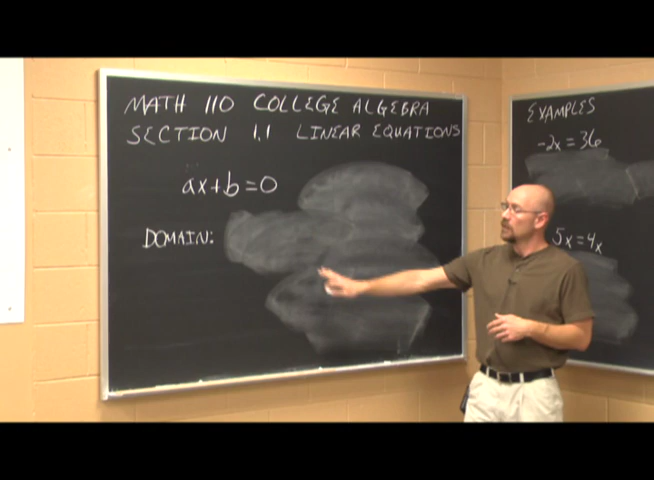 MATH 110 COLLEGE ALGEBRA
SECTION 1.1 LINEAR EQUATIONS
ax+b=0
DOMAIN:
EXAMPLES
-2x=36
5x=4x